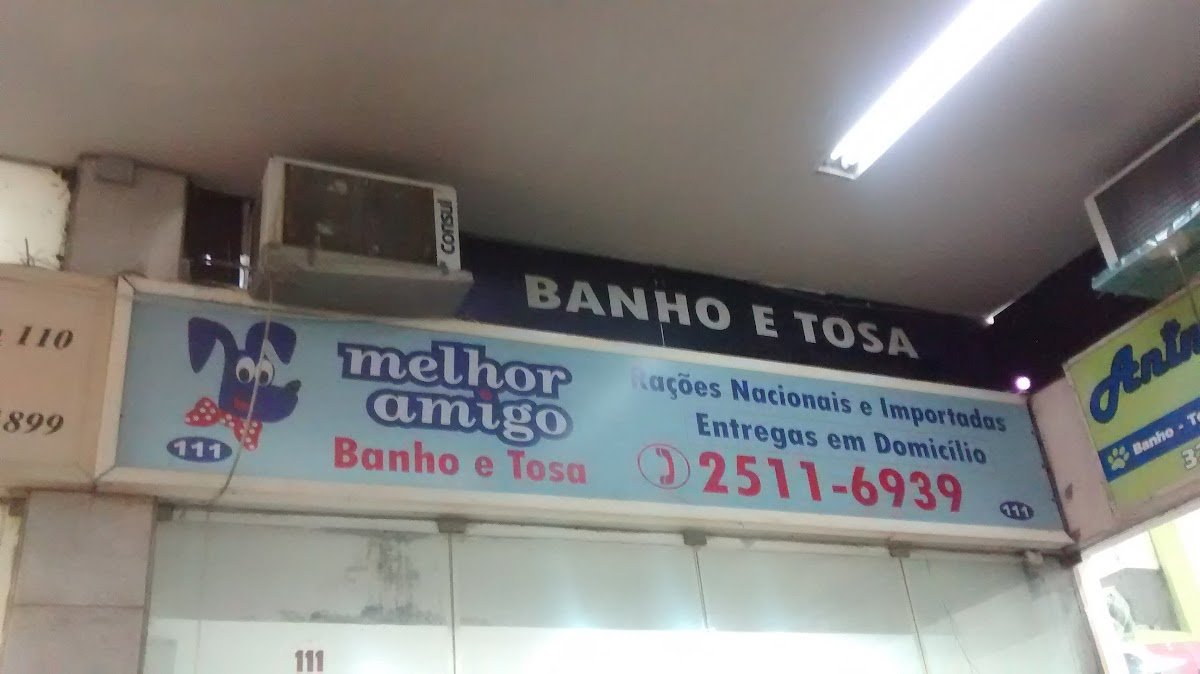 consul
BANHO E TOSA
110
899
melhor
amigo
Banho e Tosa
111
Rações Nacionais e Importadas
Entregas em Domicílio
2511-6939
111
111
Banho - T